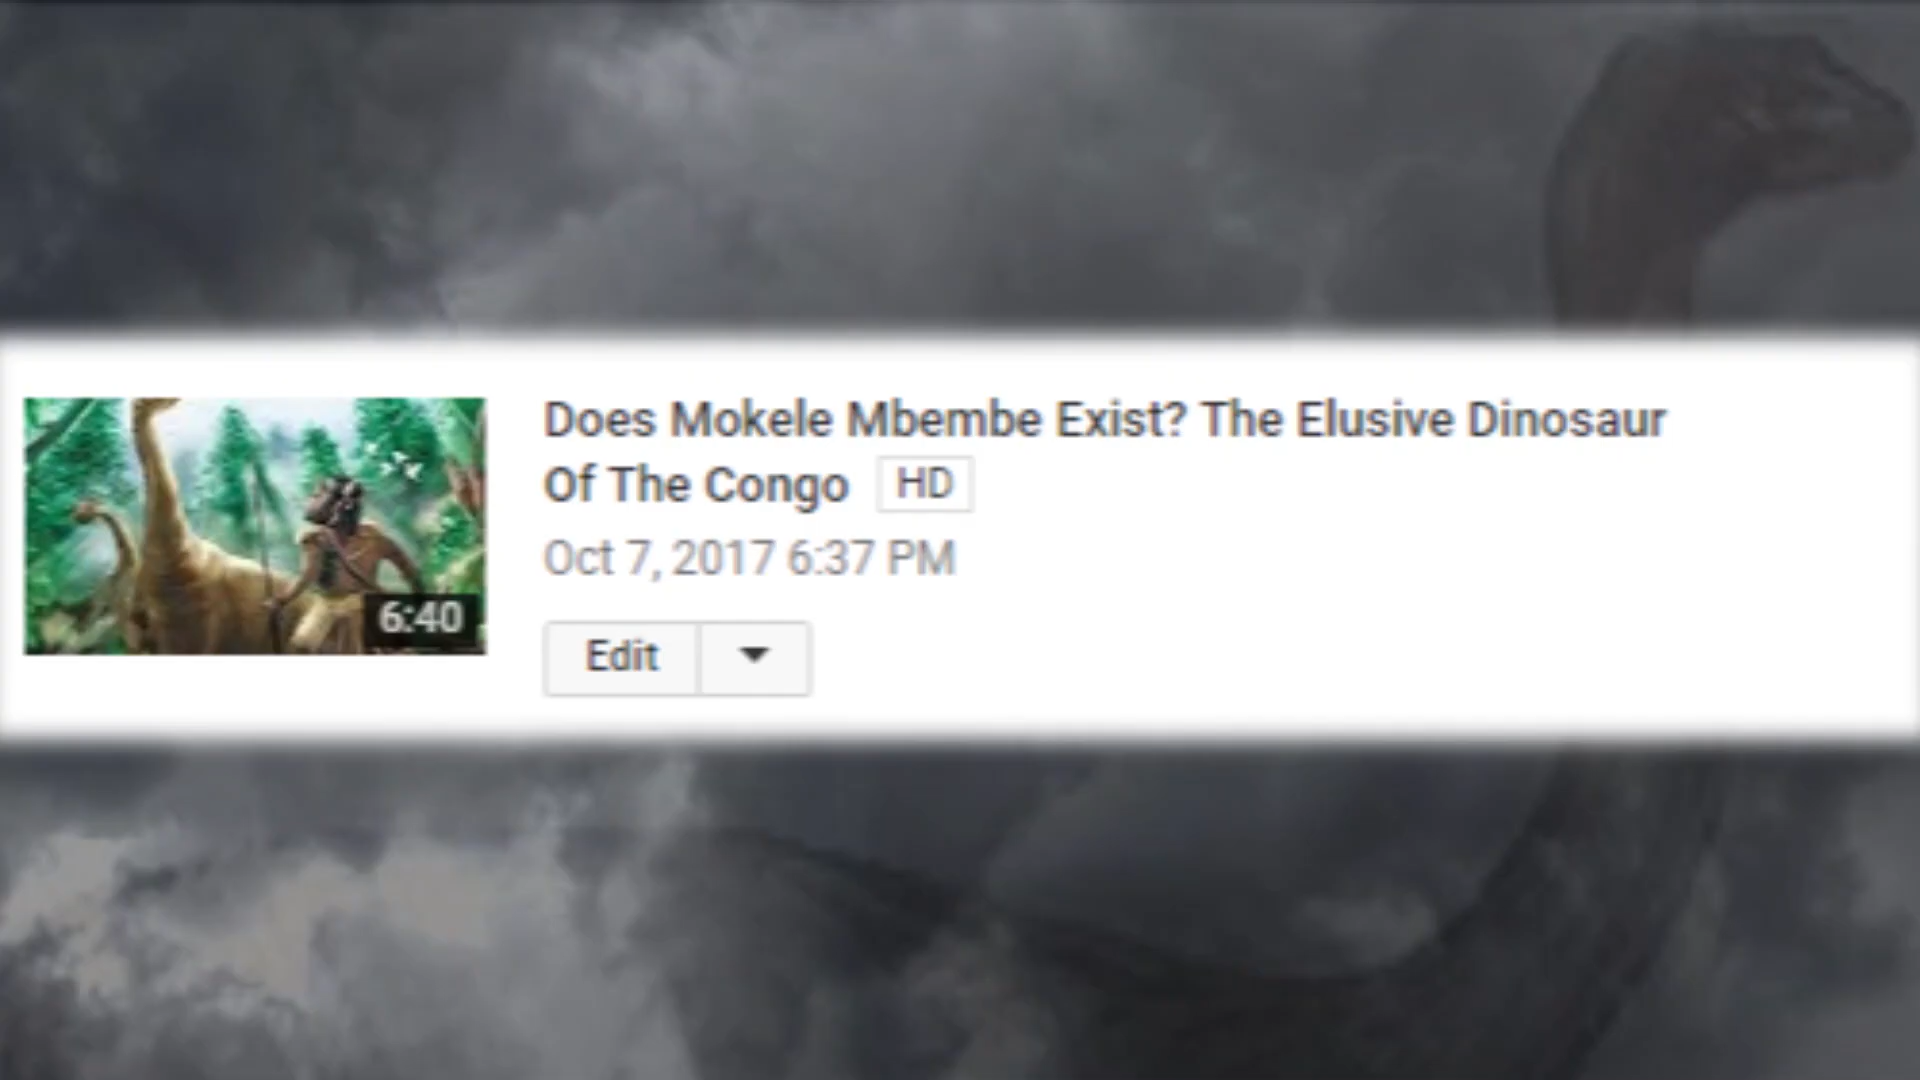 Does Mokele Mbembe Exist? The Elusive Dinosaur
Of The Congo HD
Oct 7, 2017 6:37 PM
6:40
Edit